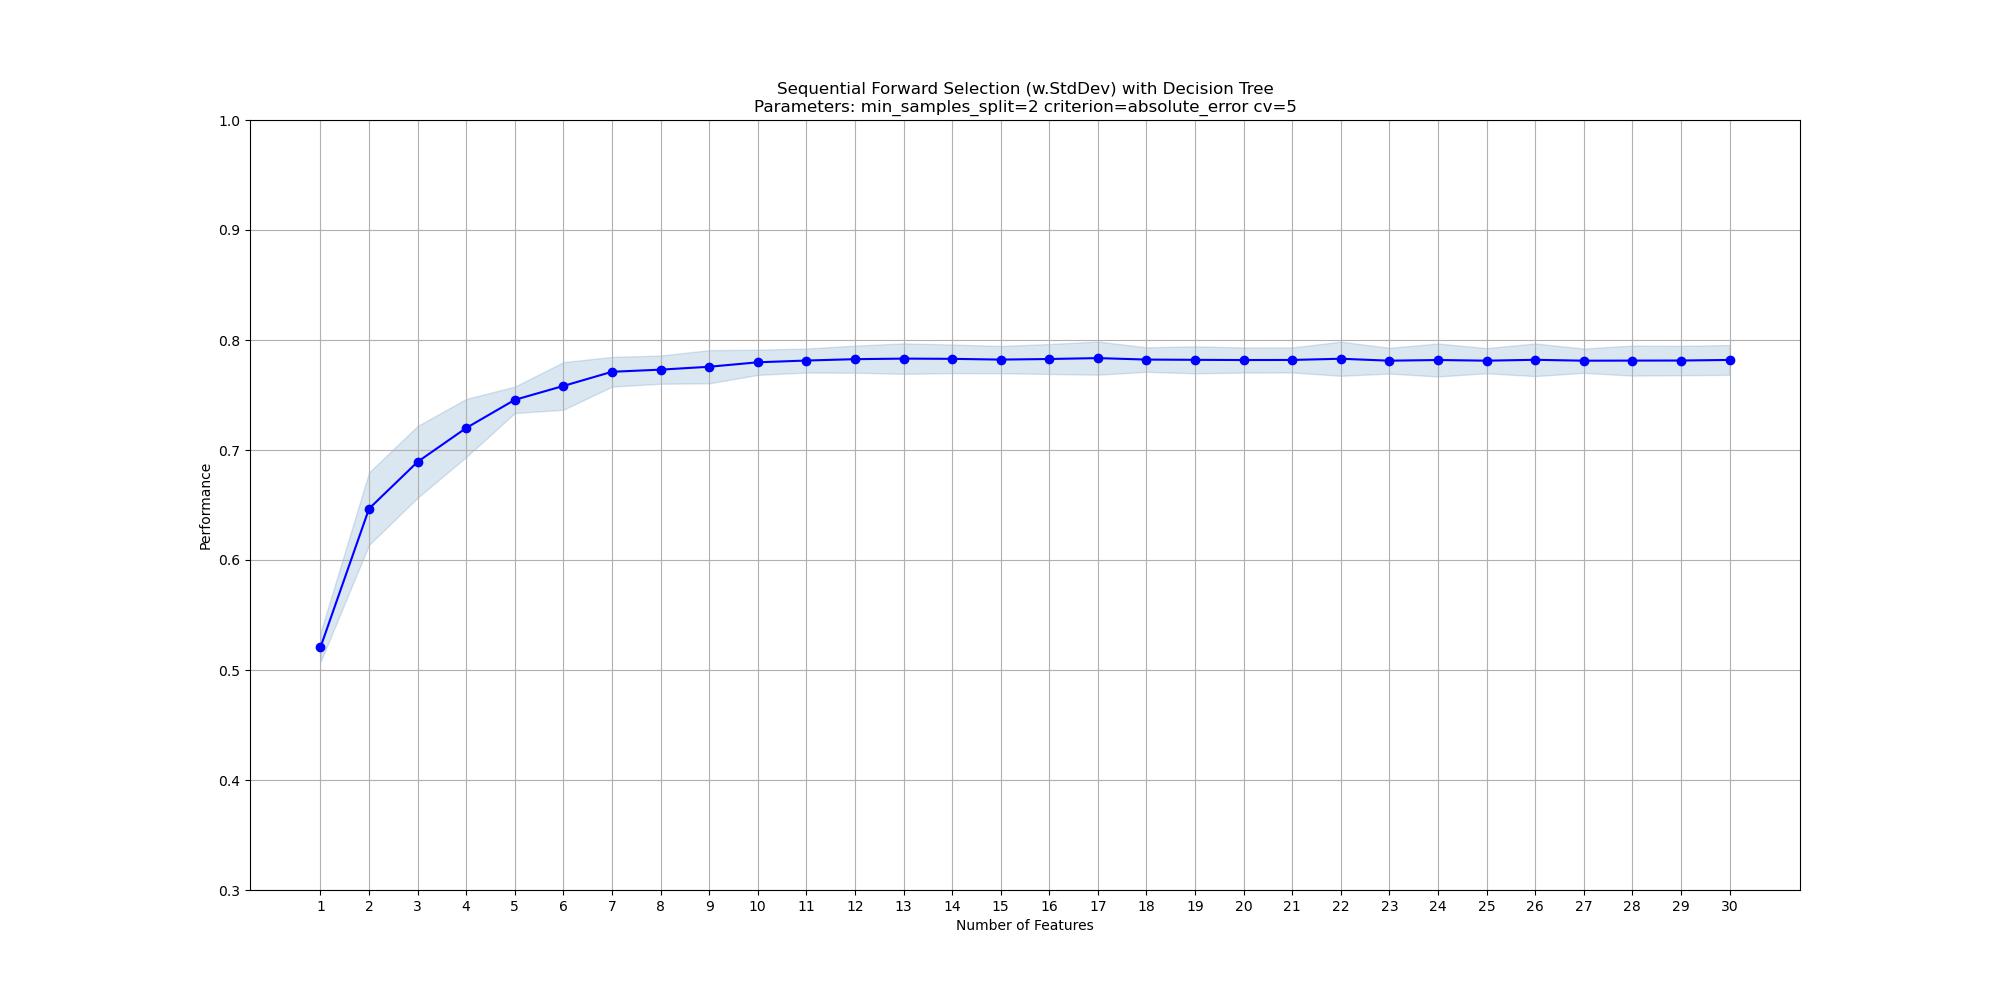 Sequential Forward Selection (w.StdDev) with Decision Tree
Parameters: min_samples_split=2 criterion=absolute_error cv=5
1.0
0.9
0.8
0.7
0.6
0.5
0.4
0.3
Performance
1 2 3 4 5 6 7 8 9 10 11 12 13 14 15 16 17 18 19 20 21 22 23 24 25 26 27 28 29 30
Number of Features